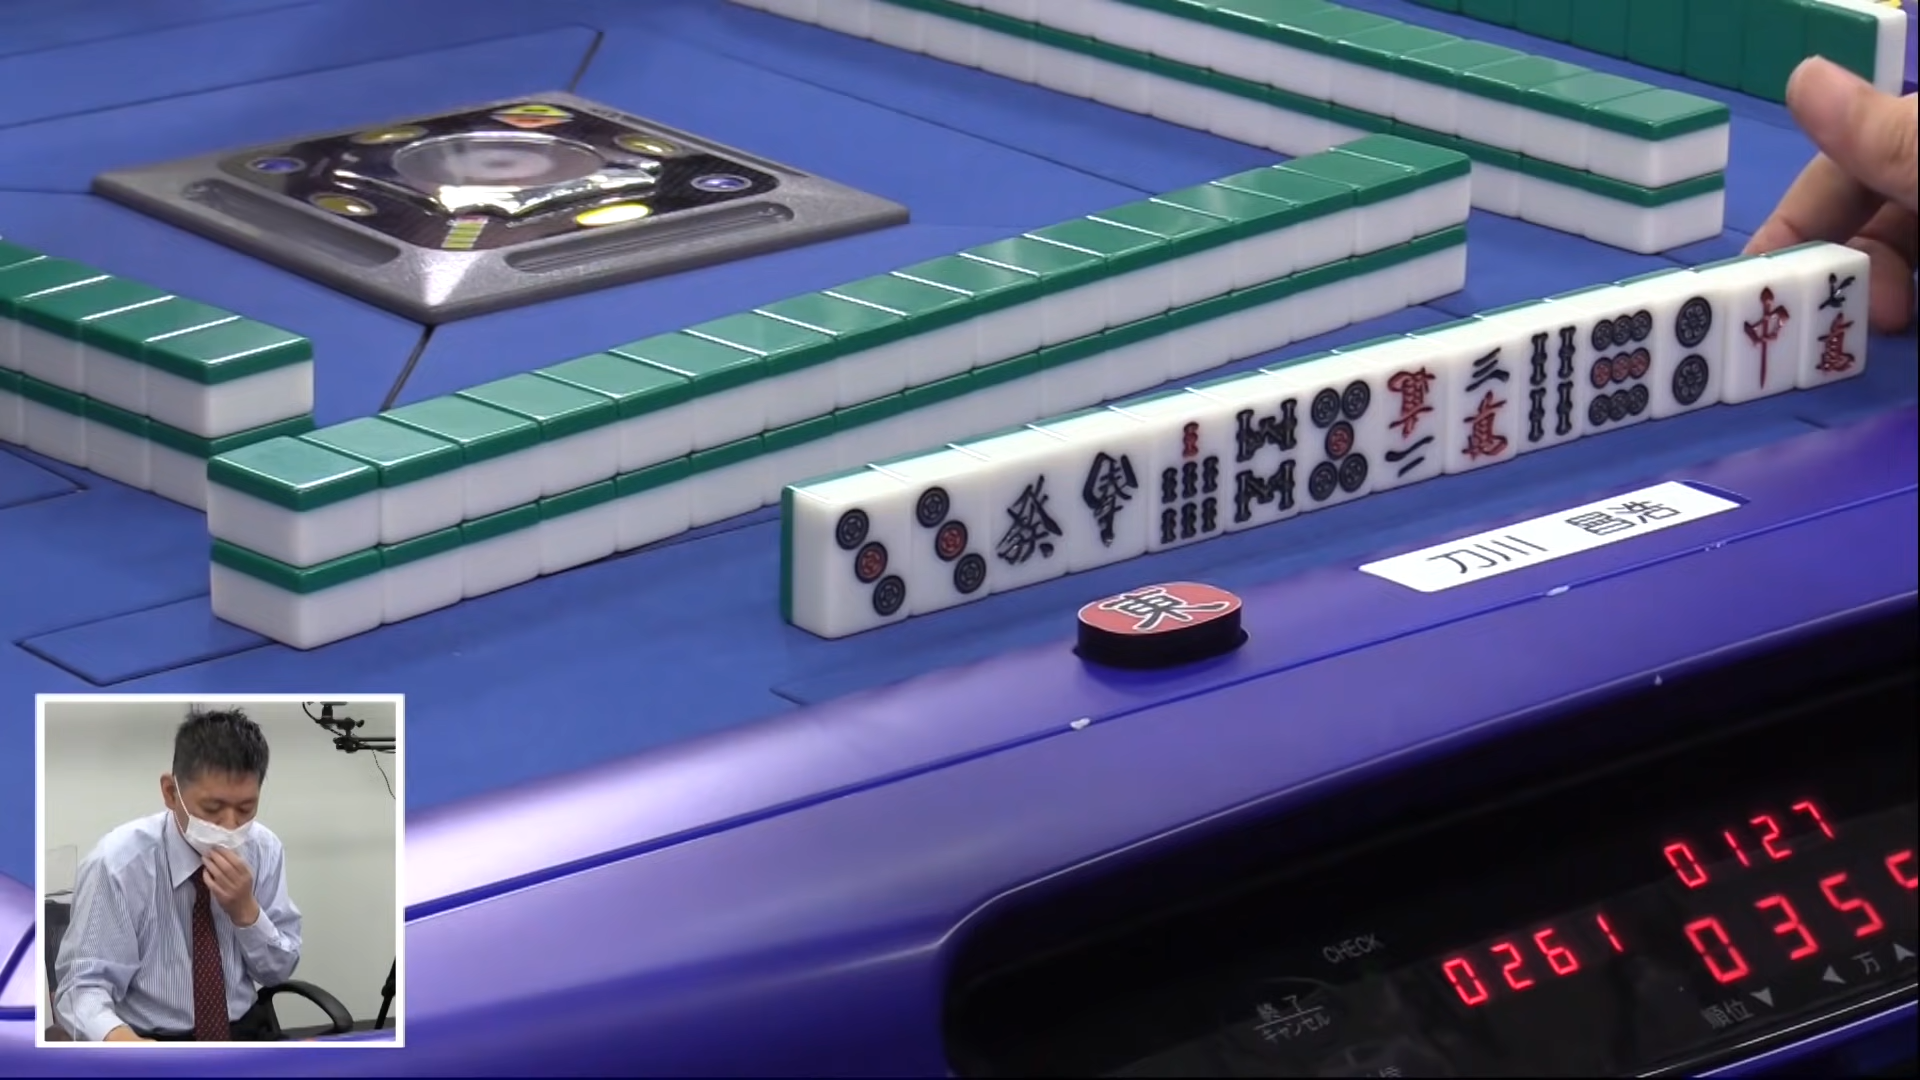 發
二萬
三萬
中
七萬
東
刀川 昌浩
0127
0261
035
CHECK
終了
キャンセル
順位▼ ◀万▲